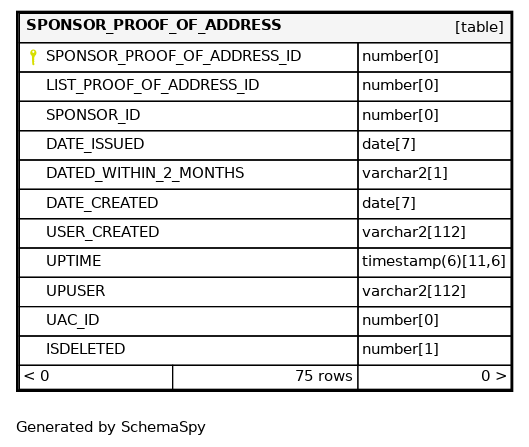 SPONSOR_PROOF_OF_ADDRESS [table]
SPONSOR_PROOF_OF_ADDRESS_ID number[0]
LIST_PROOF_OF_ADDRESS_ID number[0]
SPONSOR_ID number[0]
DATE_ISSUED date[7]
DATED_WITHIN_2_MONTHS varchar2[1]
DATE_CREATED date[7]
USER_CREATED varchar2[112]
UPTIME timestamp(6)[11,6]
UPUSER varchar2[112]
UAC_ID number[0]
ISDELETED number[1]
< 0 75 rows 0 >
Generated by SchemaSpy